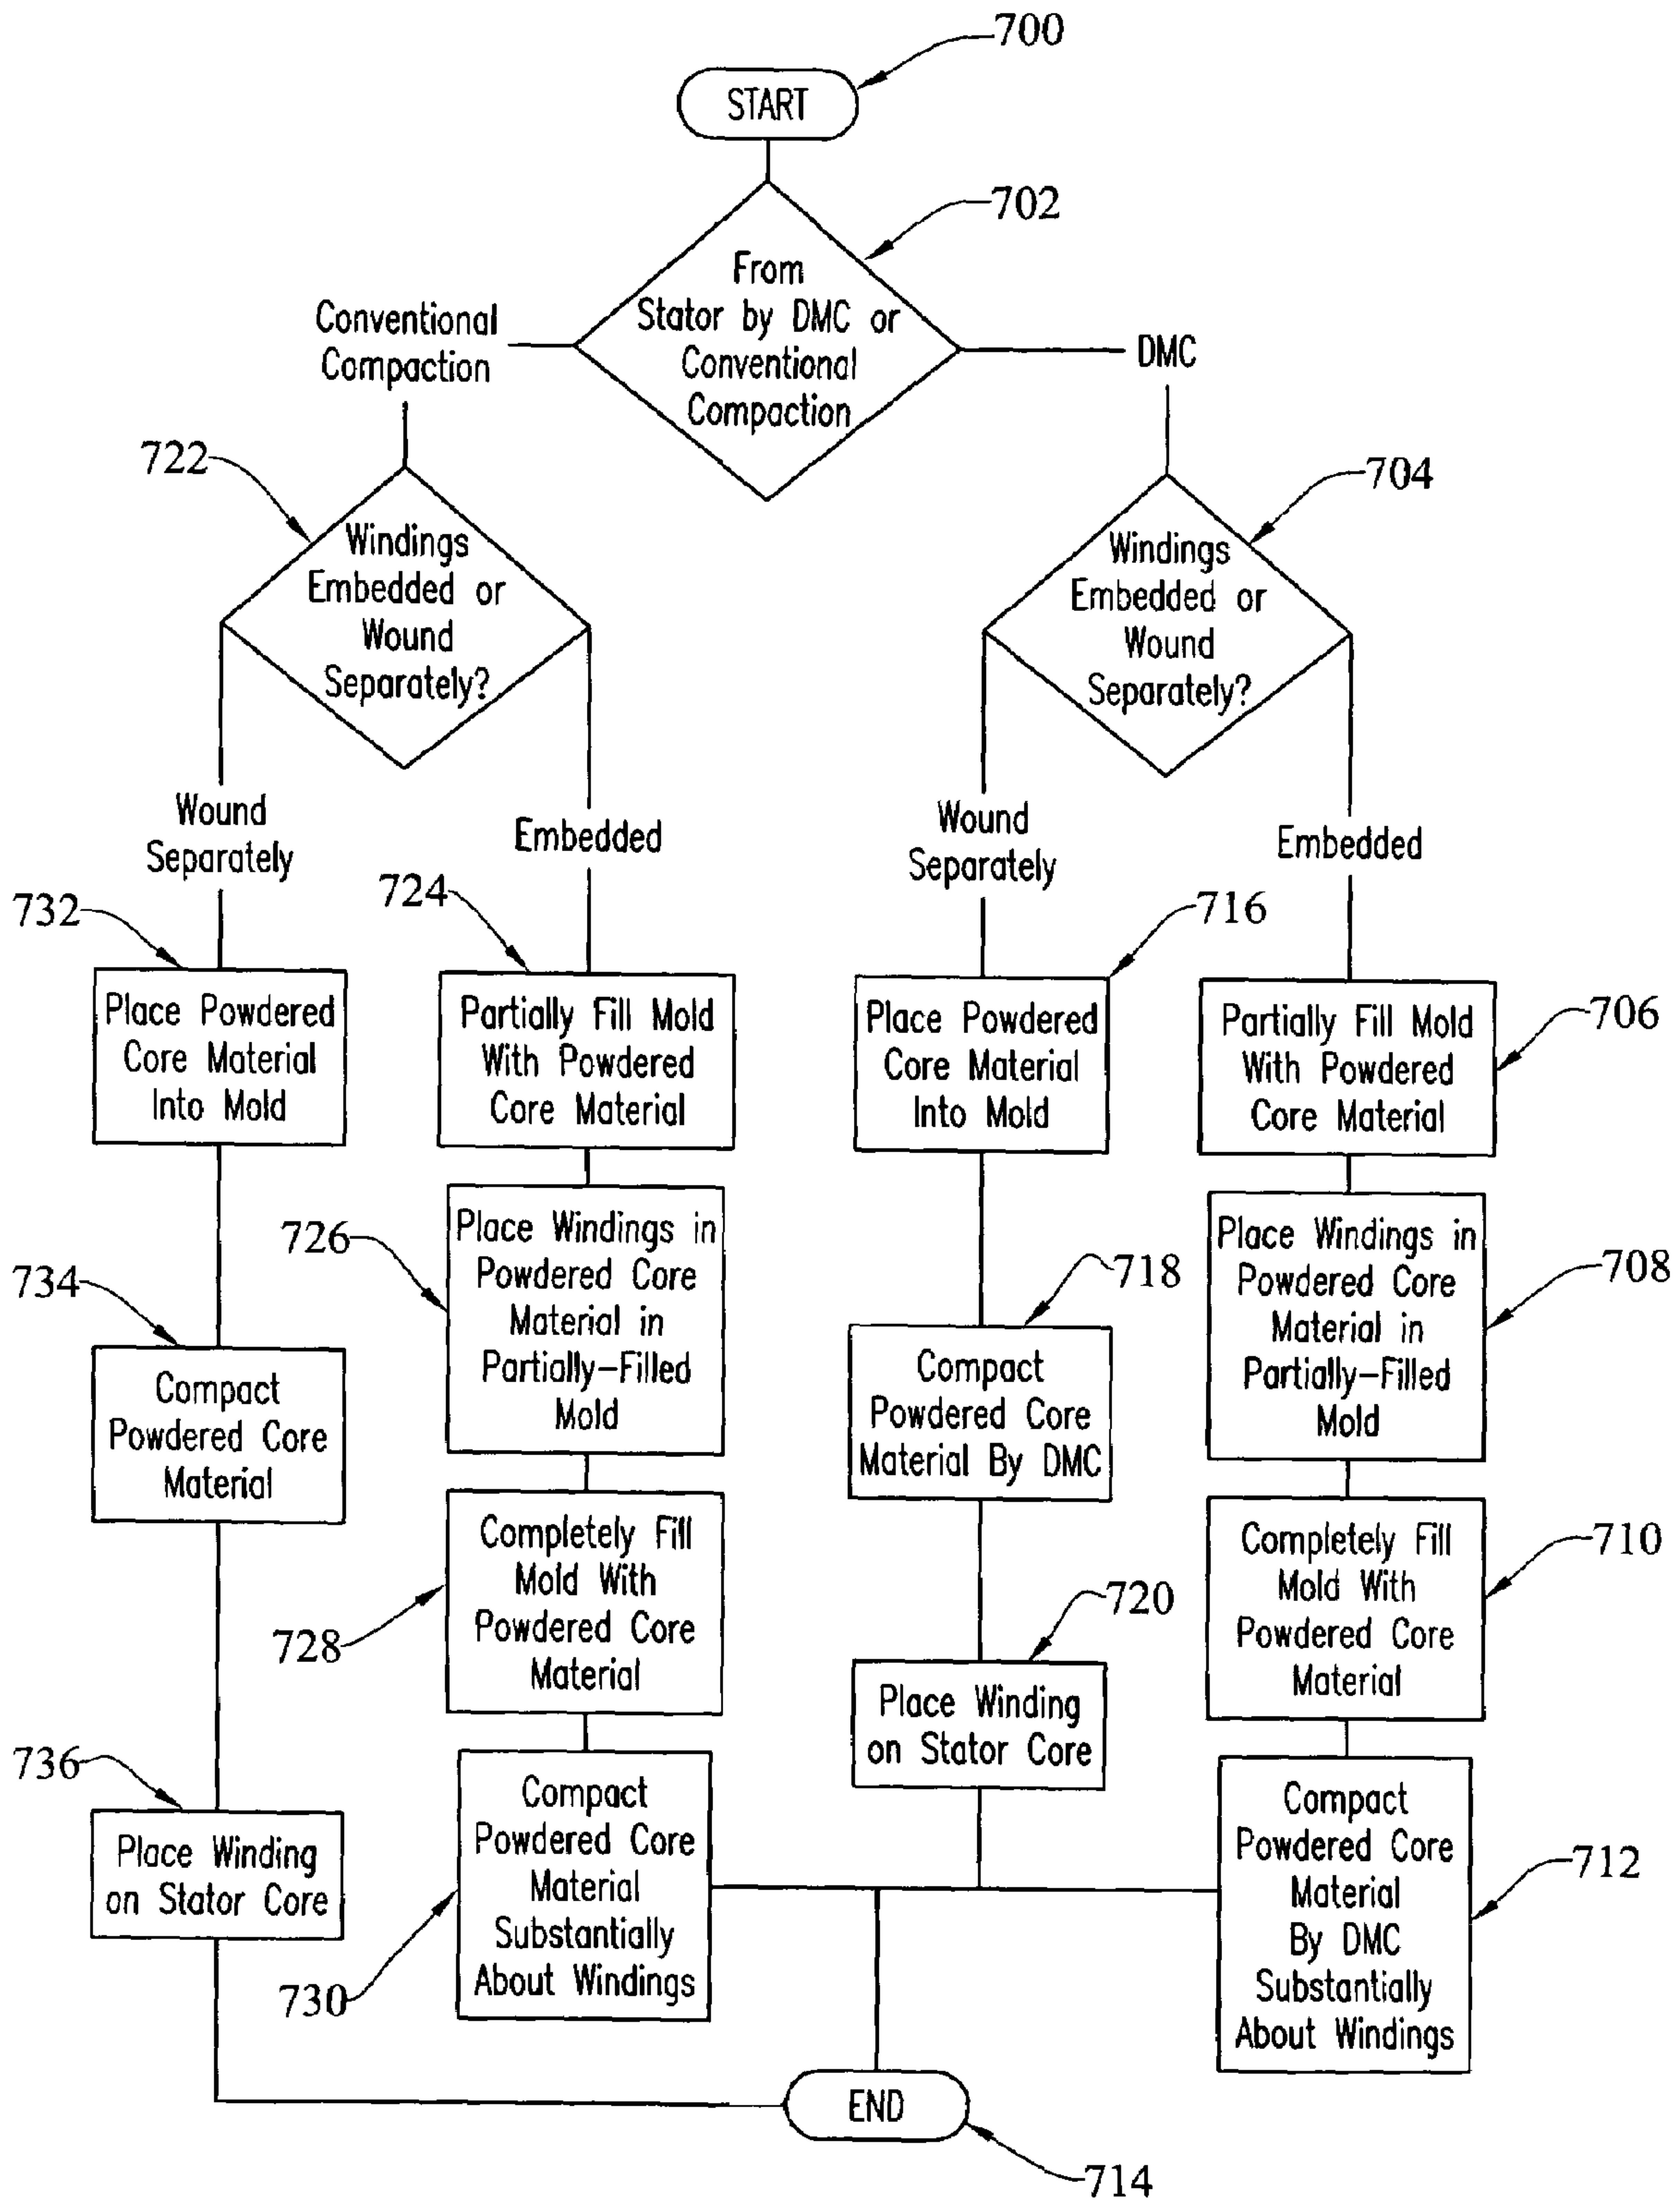 700
START
702
From
Stator by DMC or
Conventional
Compaction
Conventional
Compaction
DMC
722
Windings
Embedded or
Wound
Separately?
704
Windings
Embedded or
Wound
Separately?
Wound
Separately
Embedded
Wound
Separately
Embedded
732
Place Powdered
Core Material
Into Mold
724
Partially Fill Mold
With Powdered
Core Material
716
Place Powdered
Core Material
Into Mold
706
Partially Fill Mold
With Powdered
Core Material
726
Place Windings in
Powdered Core
Material in
Partially-Filled
Mold
708
Place Windings in
Powdered Core
Material in
Partially-Filled
Mold
734
Compact
Powdered Core
Material
718
Compact
Powdered Core
Material By DMC
728
Completely Fill
Mold With
Powdered Core
Material
710
Completely Fill
Mold With
Powdered Core
Material
720
Place Winding
on Stator Core
736
Place Winding
on Stator Core
730
Compact
Powdered Core
Material
Substantially
About Windings
712
Compact
Powdered Core
Material
By DMC
Substantially
About Windings
END
714